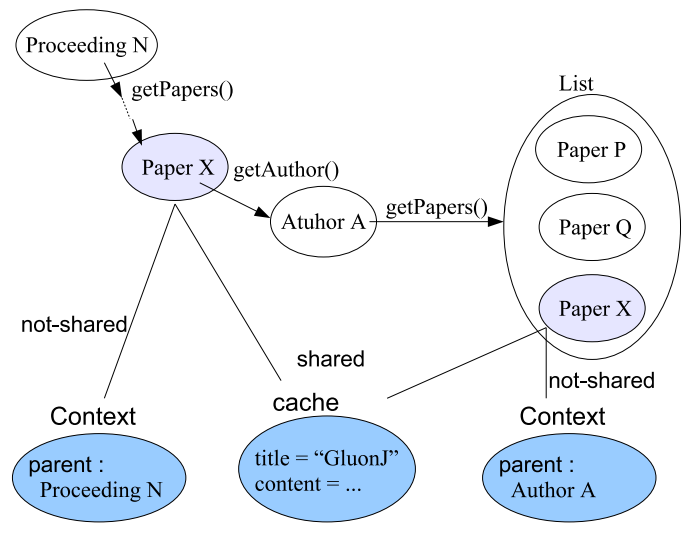 Proceeding N
getPapers()
List
Paper P
Paper X
getAuthor()
Atuhor A
getPapers()
Paper Q
Paper X
not-shared
shared
not-shared
Context
cache
Context
parent :
Proceeding N
title = “GluonJ”
content = ...
parent :
Author A